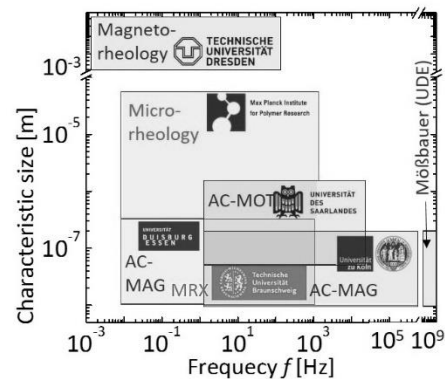 Magneto-
rheology
TECHNISCHE
UNIVERSITÄT
DRESDEN
10⁻³
Micro-
rheology
Max Planck Institute
for Polymer Research
10⁻⁵
AC-MOT
UNIVERSITÄT
DES
SAARLANDES
Mößbauer (UDE)
Characteristic size [m]
10⁻⁷
UNIVERSITÄT
DUISBURG
ESSEN
Universität
zu Köln
AC-
MAG
MRX
Technische
Universität
Braunschweig
AC-MAG
10⁻³ 10⁻¹ 10¹ 10³ 10⁵ 10⁹
Frequecy f [Hz]